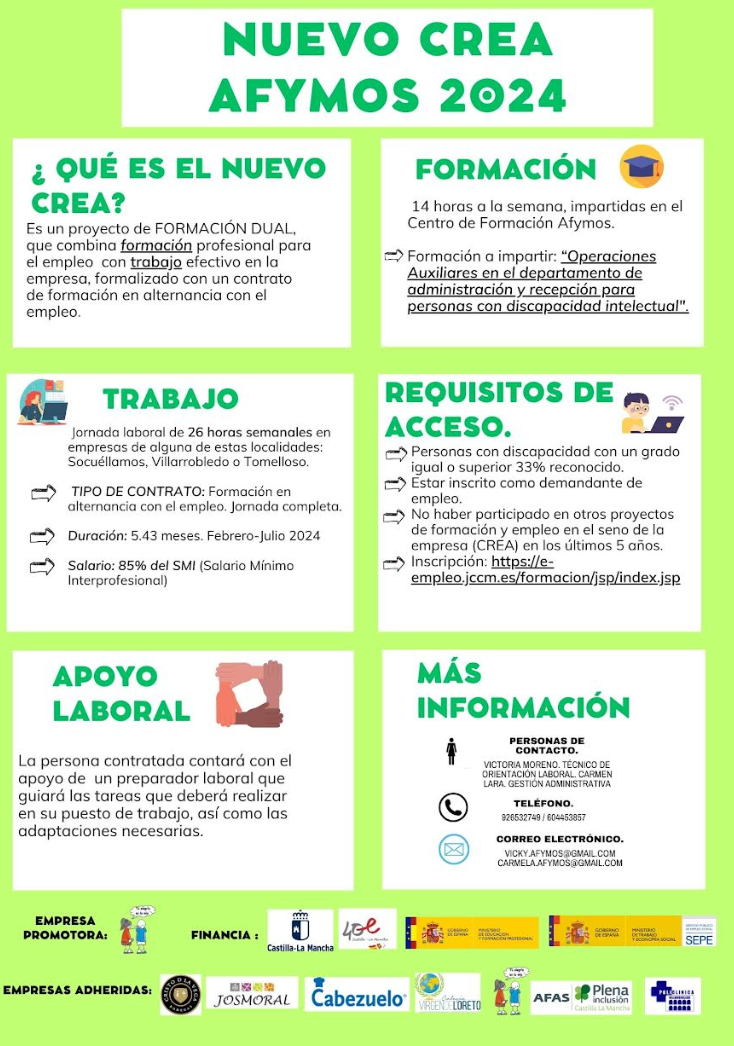 NUEVO CREA
AFYMOS 2024
¿ QUÉ ES EL NUEVO
CREA?
Es un proyecto de FORMACIÓN DUAL,
que combina formación profesional para
el empleo con trabajo efectivo en la
empresa, formalizado con un contrato
de formación en alternancia con el
empleo.
FORMACIÓN
14 horas a la semana, impartidas en el
Centro de Formación Afymos.
Formación a impartir: “Operaciones
Auxiliares en el departamento de
administración y recepción para
personas con discapacidad intelectual".
TRABAJO
Jornada laboral de 26 horas semanales en
empresas de alguna de estas localidades:
Socuéllamos, Villarrobledo o Tomelloso.
TIPO DE CONTRATO: Formación en
alternancia con el empleo. Jornada completa.
Duración: 5.43 meses. Febrero-Julio 2024
Salario: 85% del SMI (Salario Mínimo
Interprofesional)
REQUISITOS DE
ACCESO.
Personas con discapacidad con un grado
igual o superior 33% reconocido.
Estar inscrito como demandante de
empleo.
No haber participado en otros proyectos
de formación y empleo en el seno de la
empresa (CREA) en los últimos 5 años.
Inscripción: https://e-
empleo.jccm.es/formacion/jsp/index.jsp
APOYO
LABORAL
La persona contratada contará con el
apoyo de un preparador laboral que
guiará las tareas que deberá realizar
en su puesto de trabajo, así como las
adaptaciones necesarias.
MÁS
INFORMACIÓN
PERSONAS DE
CONTACTO.
VICTORIA MORENO. TÉCNICO DE
ORIENTACIÓN LABORAL. CARMEN
LARA. GESTIÓN ADMINISTRATIVA
TELÉFONO.
926532749 / 604453857
CORREO ELECTRÓNICO.
VICKY.AFYMOS@GMAIL.COM
CARMELA.AFYMOS@GMAIL.COM
EMPRESA
PROMOTORA:
FINANCIA :
Castilla-La Mancha
GOBIERNO
DE ESPAÑA
MINISTERIO
DE EDUCACIÓN
Y FORMACIÓN PROFESIONAL
GOBIERNO
DE ESPAÑA
MINISTERIO
DE TRABAJO
Y ECONOMÍA SOCIAL
SEPE
EMPRESAS ADHERIDAS:
JOSMORAL
Cabezuelo
VIRGEN DE LORETO
AFAS
Plena
inclusión
Castilla La Mancha
POLICLINICA